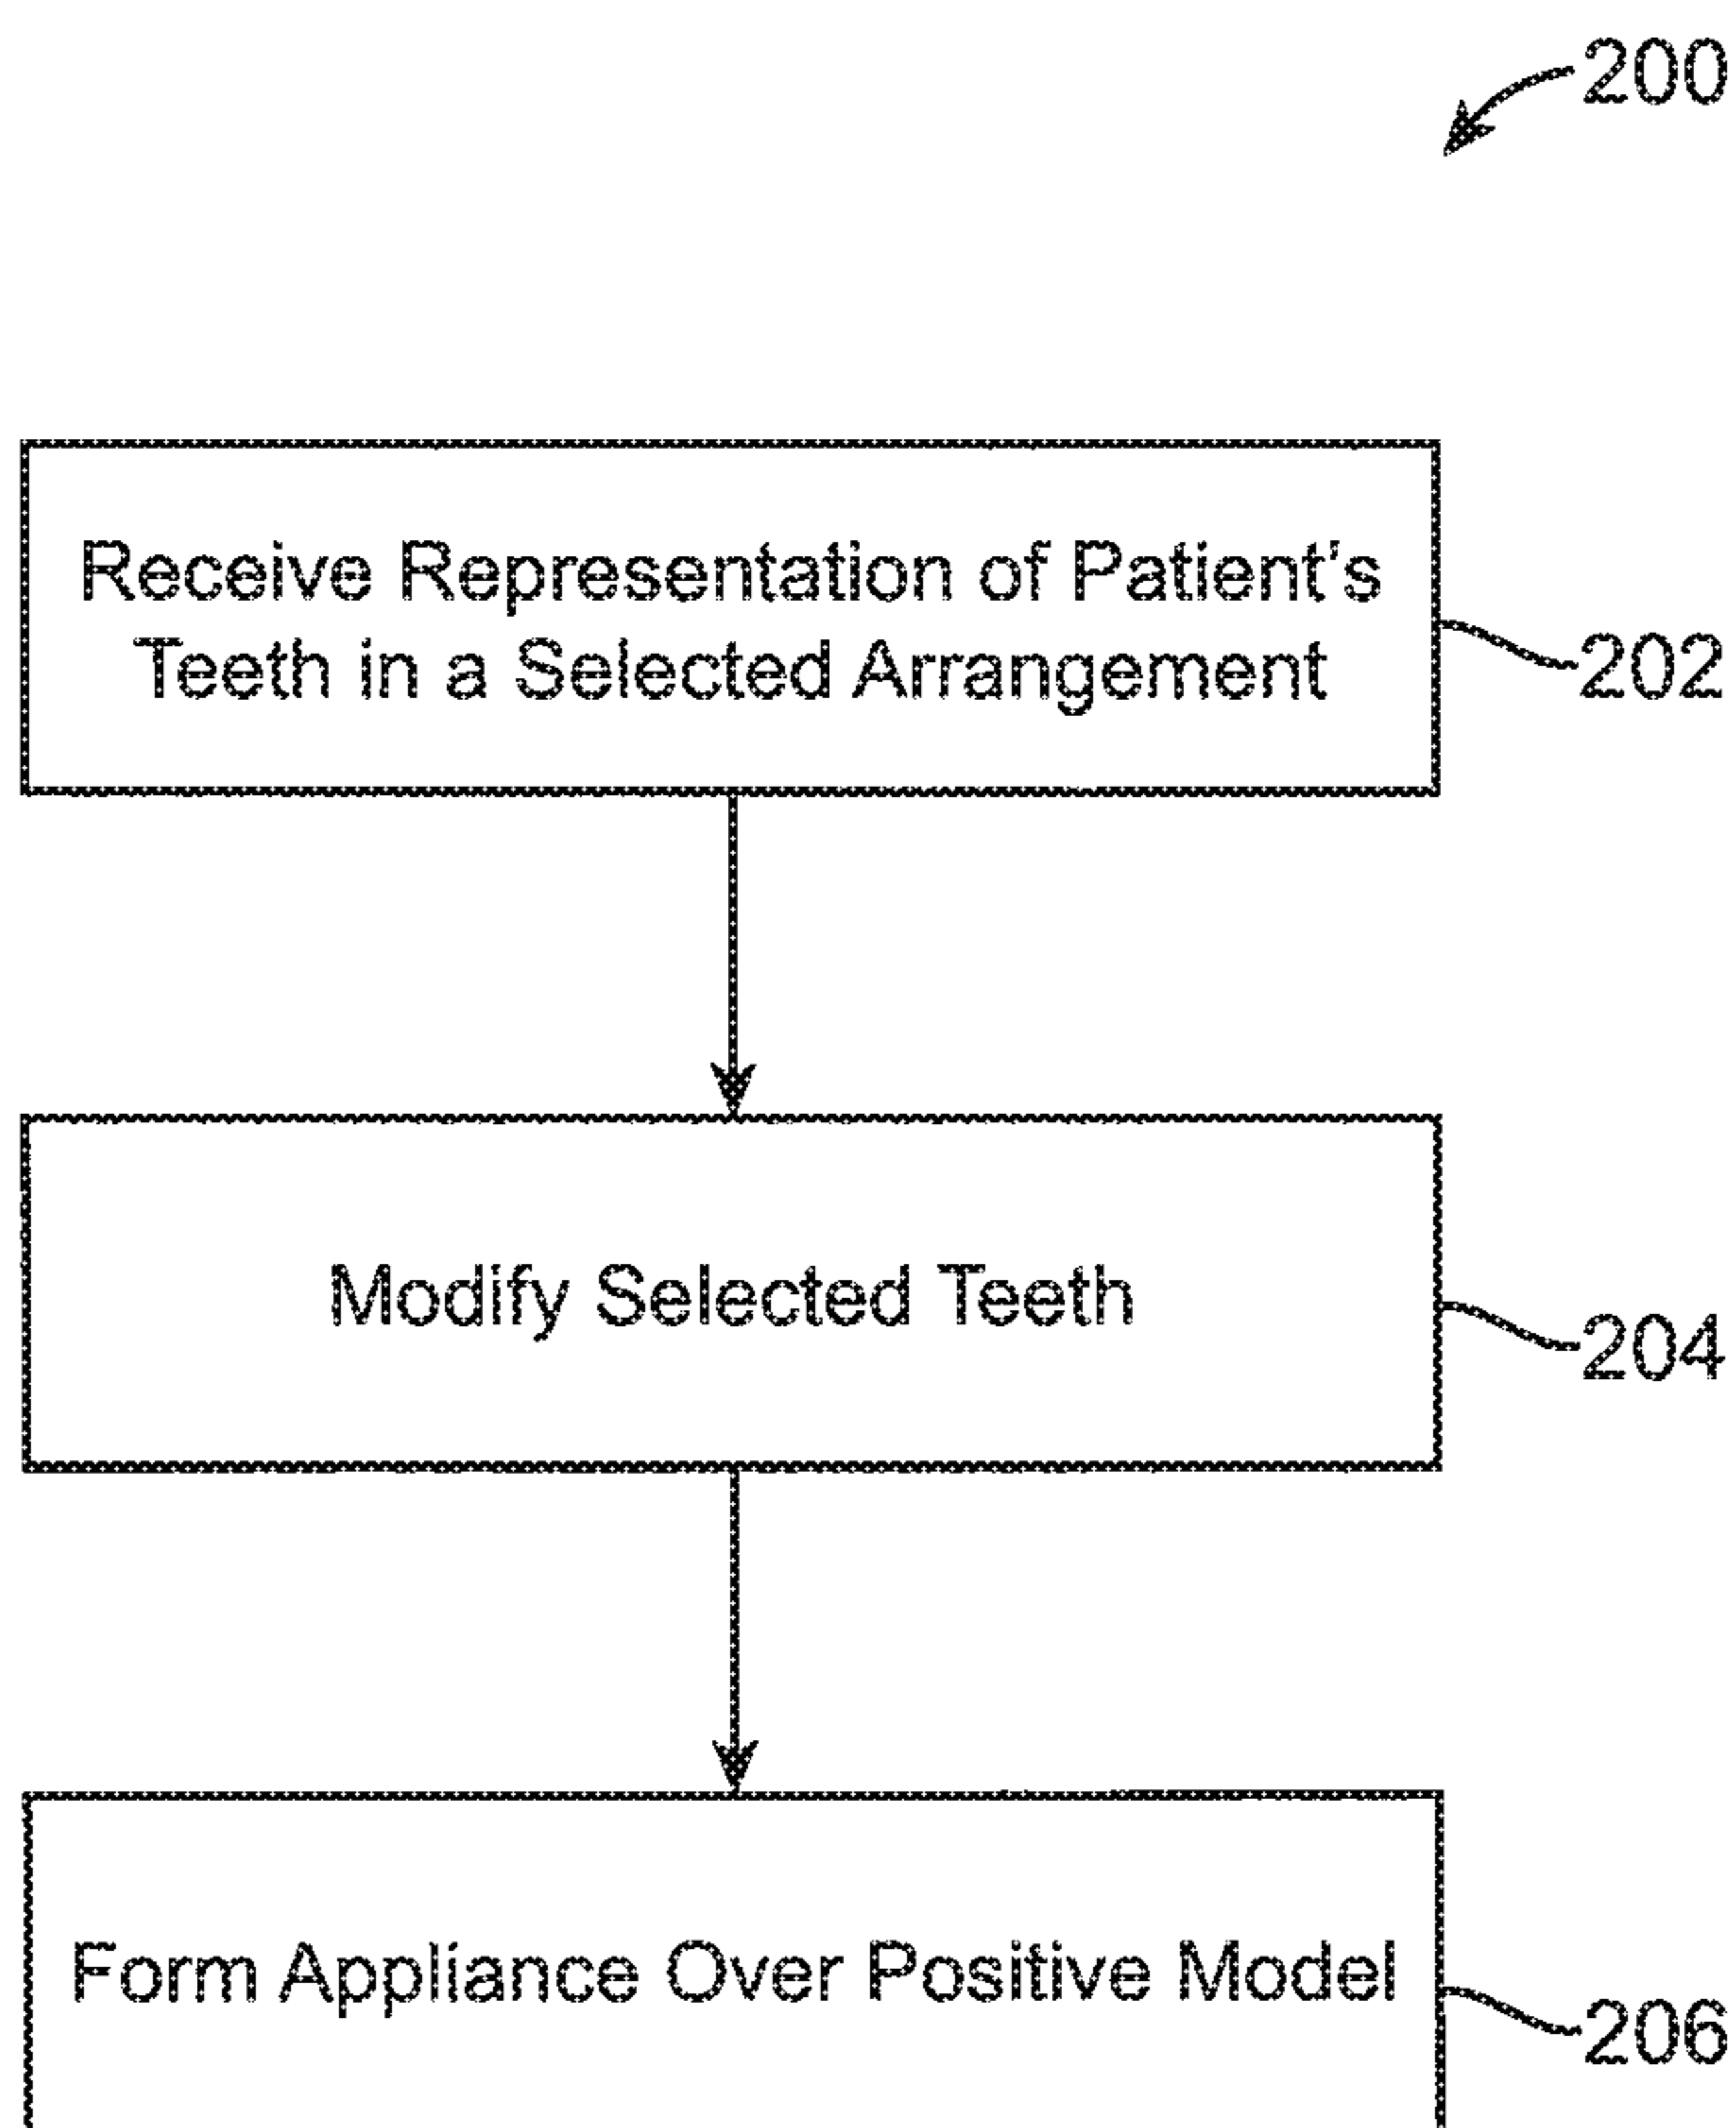 200
Receive Representation of Patient's
Teeth in a Selected Arrangement
202
Modify Selected Teeth
204
Form Appliance Over Positive Model
206